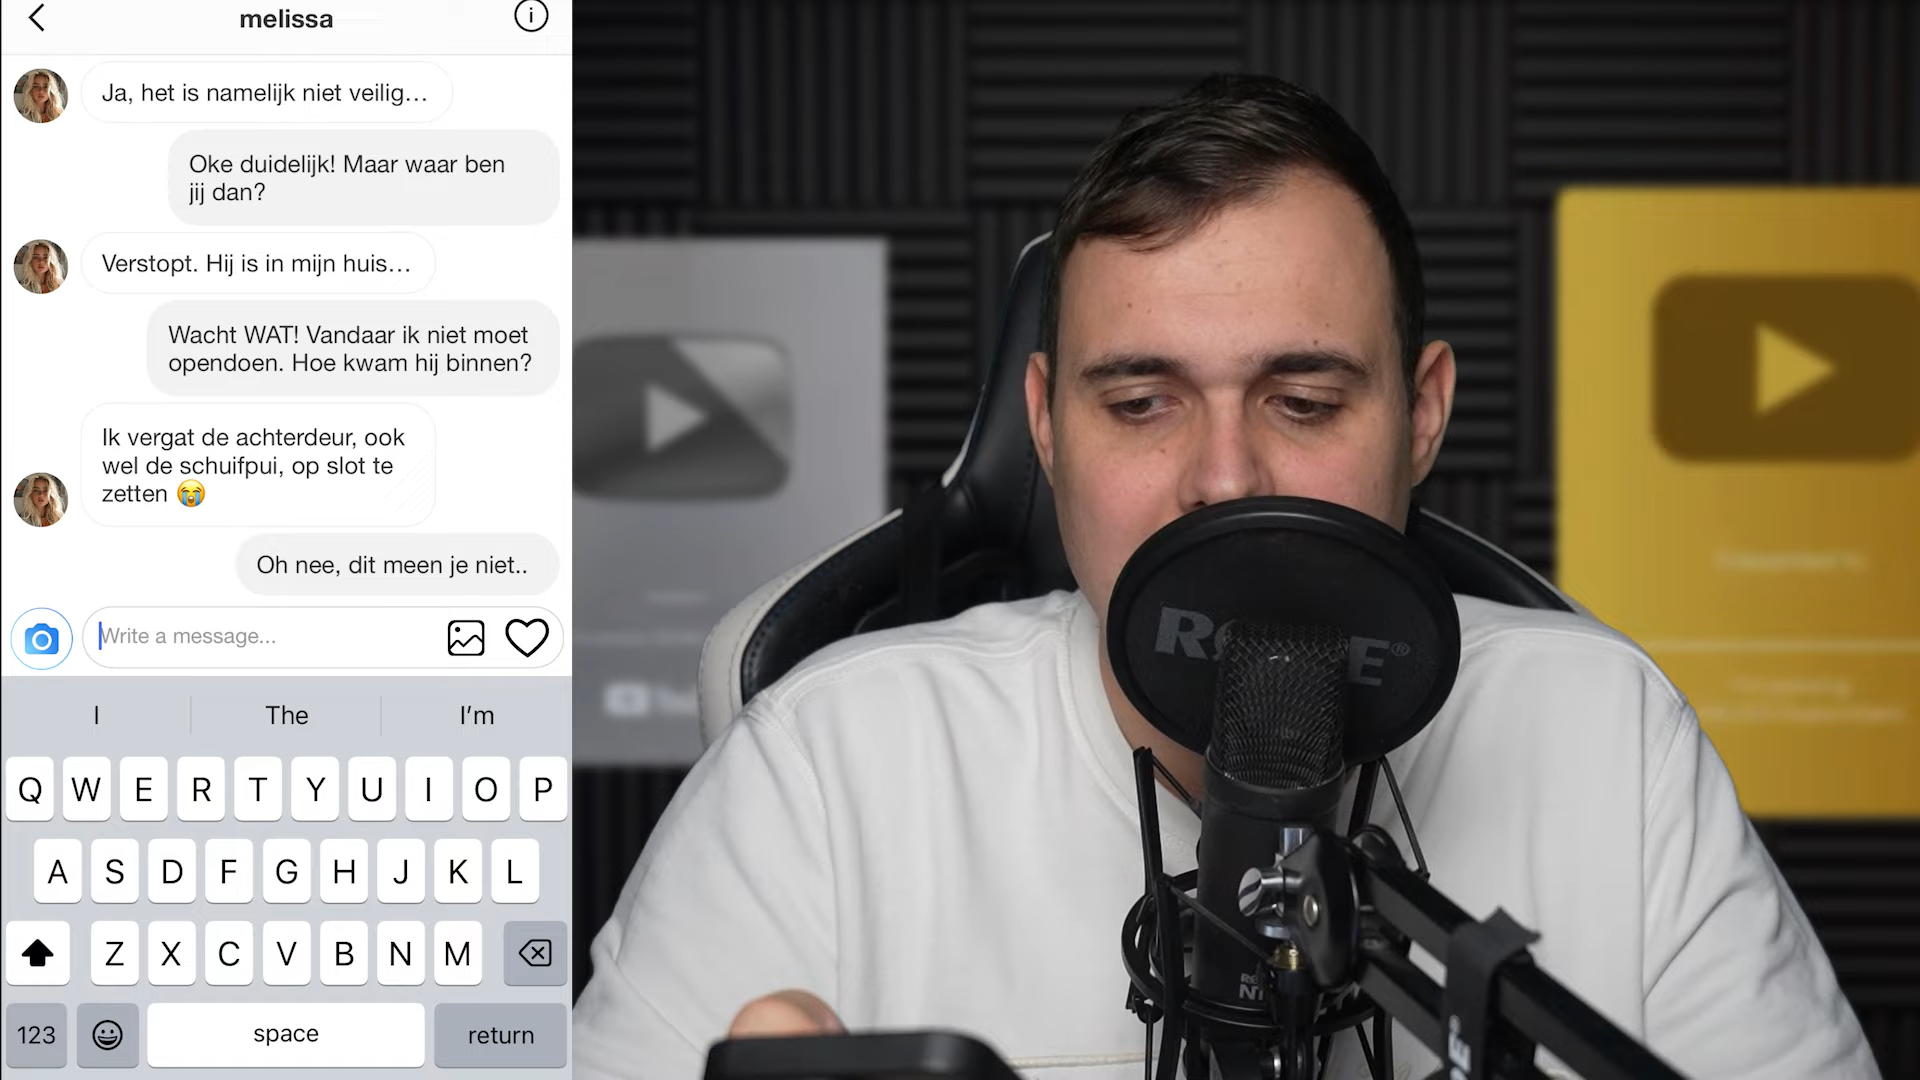 melissa
Ja, het is namelijk niet veilig...
Oke duidelijk! Maar waar ben
jij dan?
Verstopt. Hij is in mijn huis...
Wacht WAT! Vandaar ik niet moet
opendoen. Hoe kwam hij binnen?
Ik vergat de achterdeur, ook
wel de schuifpui, op slot te
zetten 😭
Oh nee, dit meen je niet..
Write a message...
I The I'm
Q W E R T Y U I O P
A S D F G H J K L
Z X C V B N M
123 space return